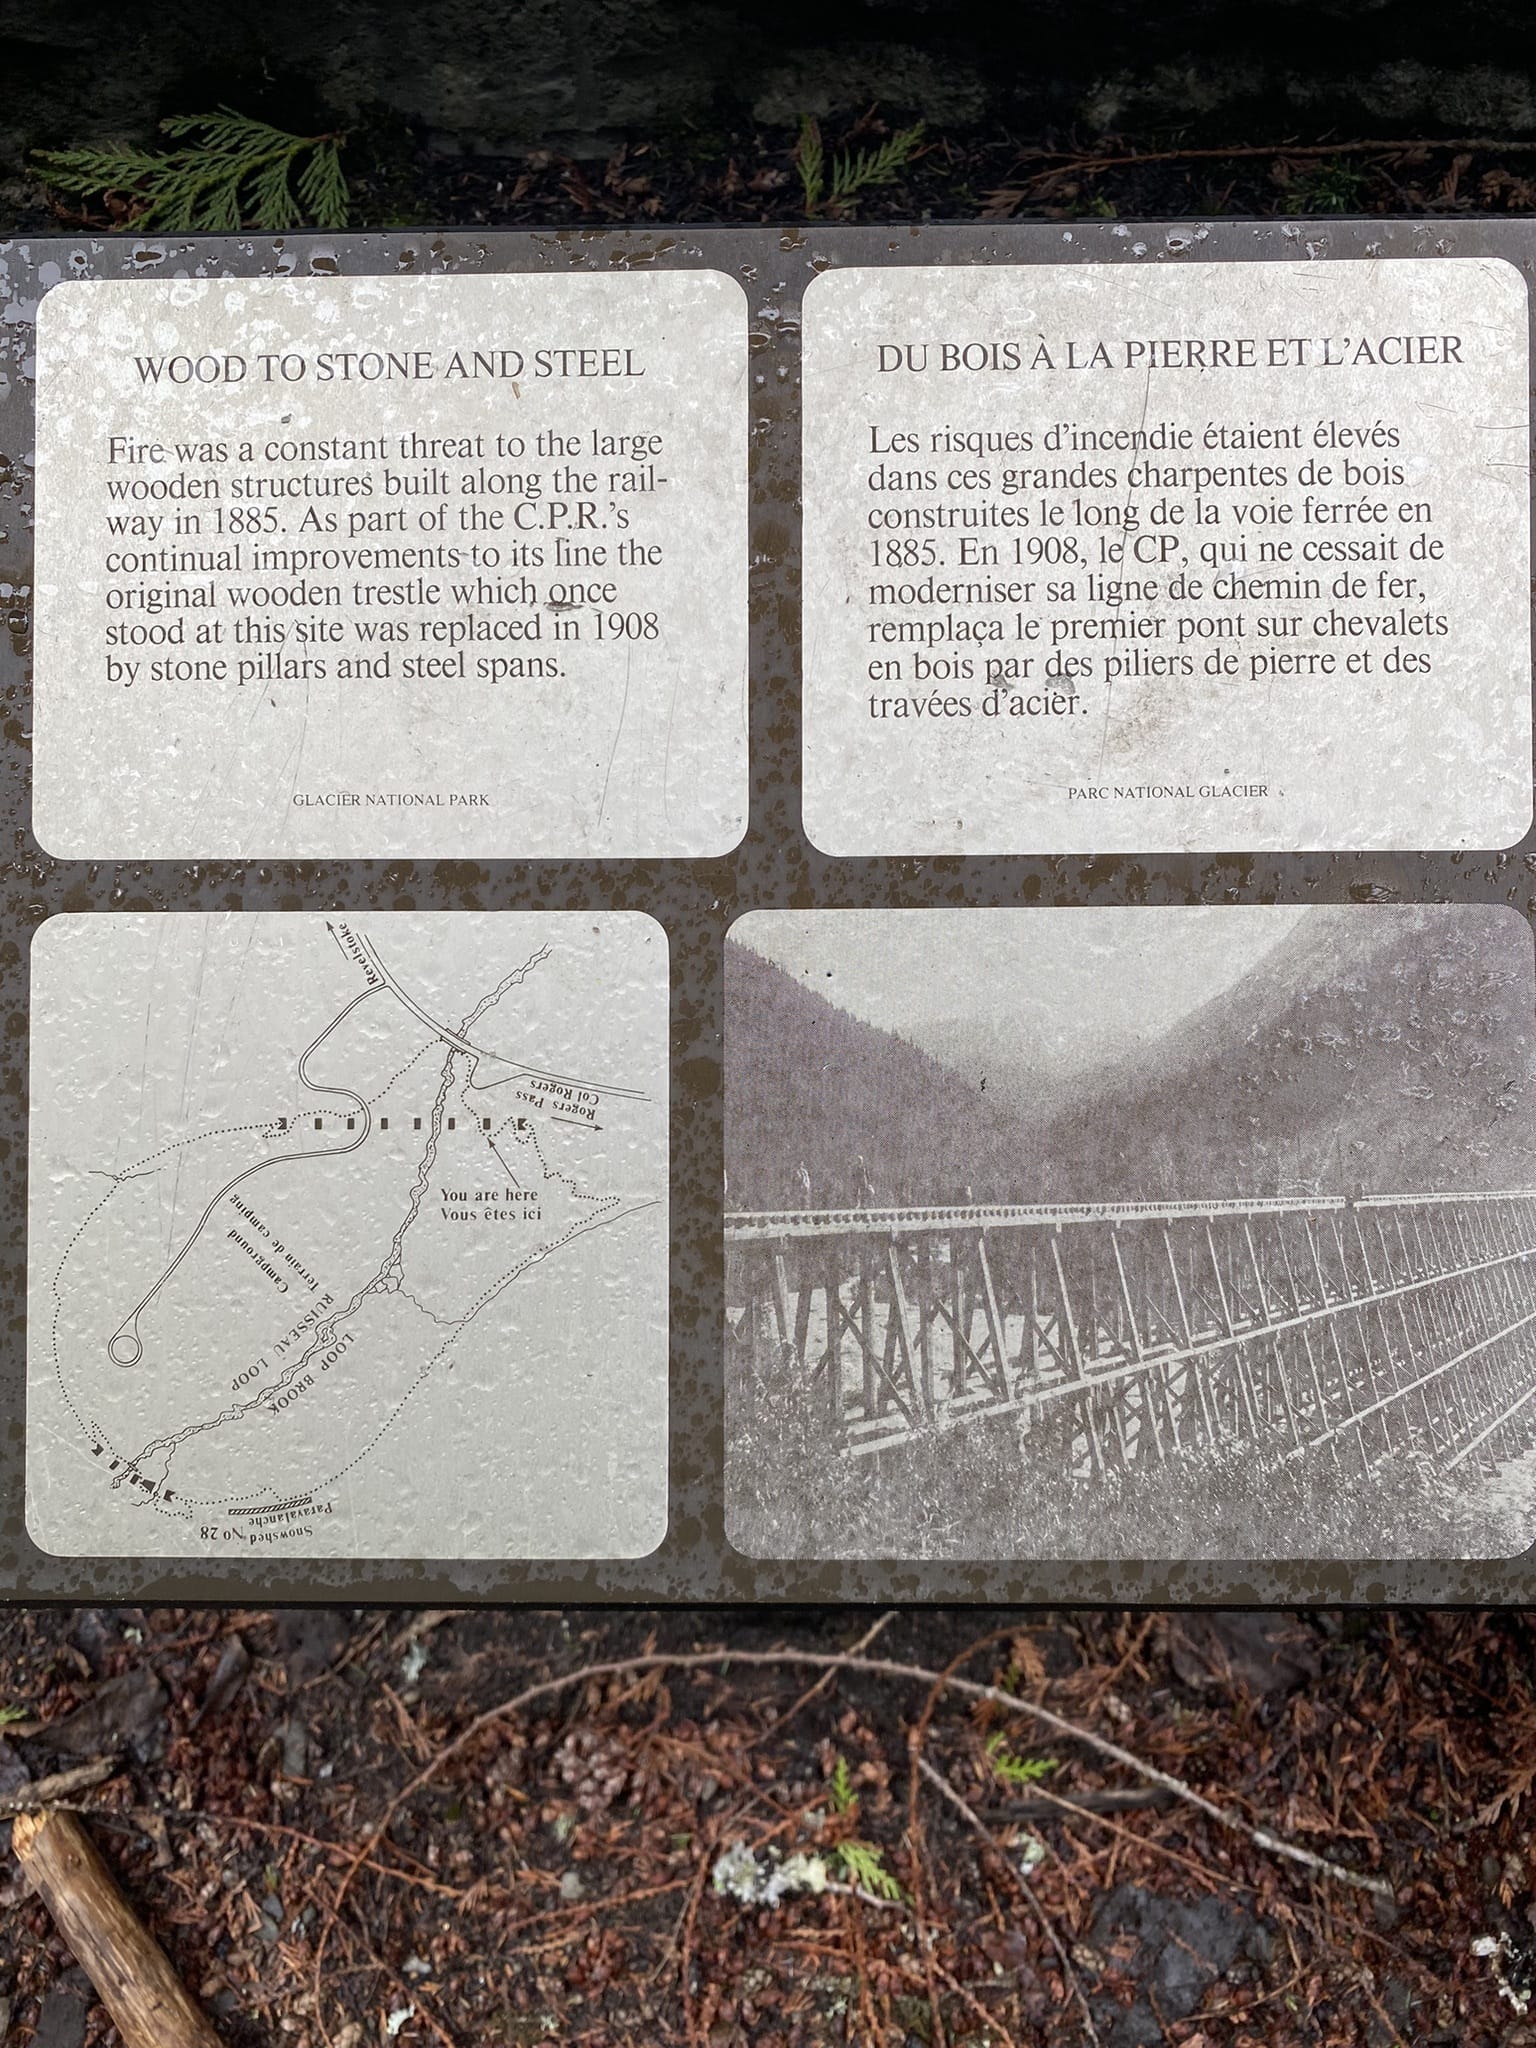 WOOD TO STONE AND STEEL
Fire was a constant threat to the large
wooden structures built along the rail-
way in 1885. As part of the C.P.R.'s
continual improvements to its line the
original wooden trestle which once
stood at this site was replaced in 1908
by stone pillars and steel spans.
GLACIER NATIONAL PARK
DU BOIS À LA PIERRE ET L'ACIER
Les risques d'incendie étaient élevés
dans ces grandes charpentes de bois
construites le long de la voie ferrée en
1885. En 1908, le CP, qui ne cessait de
moderniser sa ligne de chemin de fer,
remplaça le premier pont sur chevalets
en bois par des piliers de pierre et des
travées d'acier.
PARC NATIONAL GLACIER
Revelstoke
Rogers Pass
Col Rogers
You are here
Vous êtes ici
Campground
Terrain de camping
LOOP BROOK
RUISSEAU LOOP
Snowshed No 28
Paravalanche